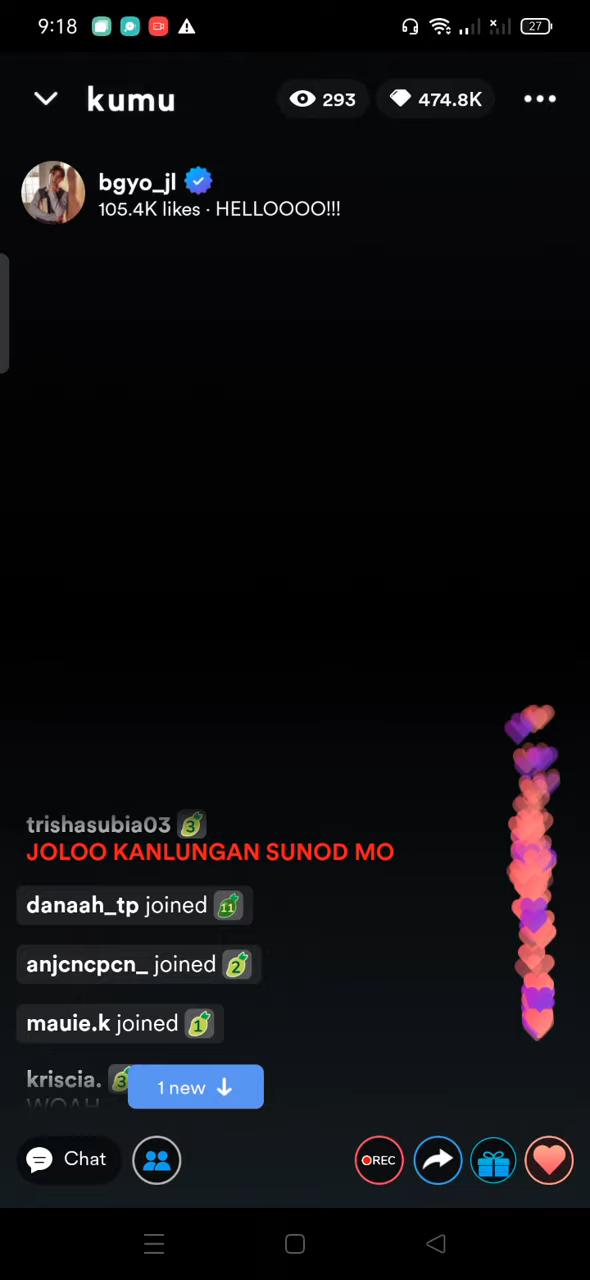 9:18
27
kumu
293
474.8K
bgyo_jl
105.4K likes · HELLOOOO!!!
trishasubia03 3
JOLOO KANLUNGAN SUNOD MO
danaah_tp joined 11
anjcncpcn_ joined 2
mauie.k joined 1
kriscia. 3
1 new
WOAH
Chat
REC